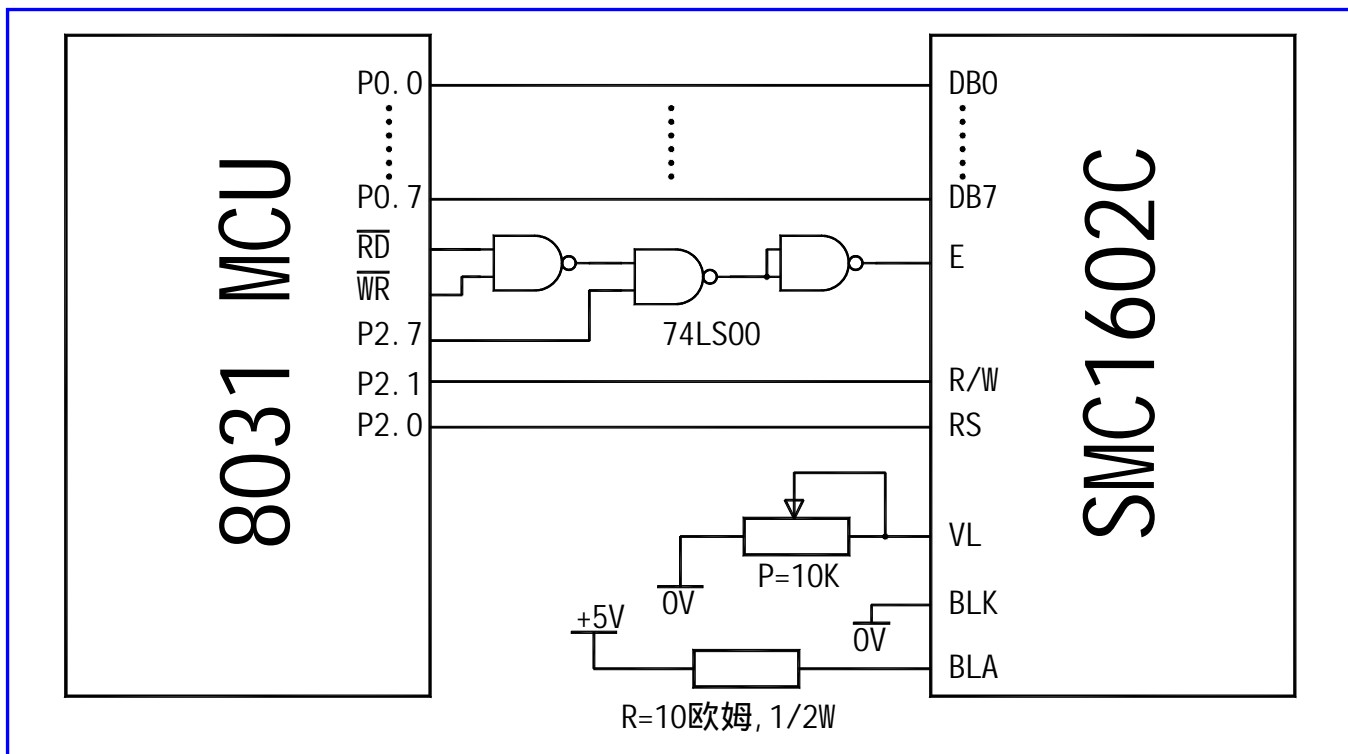 8031 MCU
P0.0
P0.7
RD
WR
P2.7
P2.1
P2.0
74LS00
DB0
DB7
E
R/W
RS
VL
BLK
BLA
SMC1602C
P=10K
0V
0V
+5V
R=10欧姆,1/2W